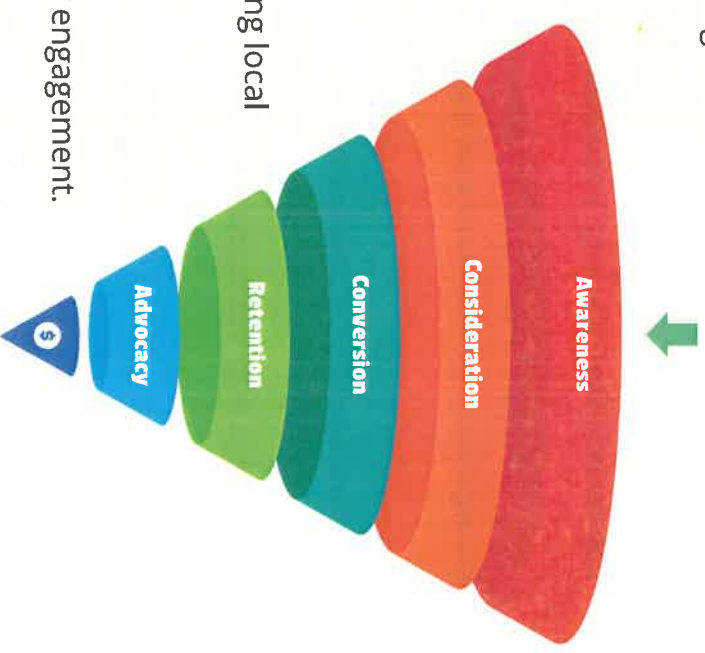 Awareness
Consideration
Conversion
ng local
Retention
Advocacy
engagement.
$